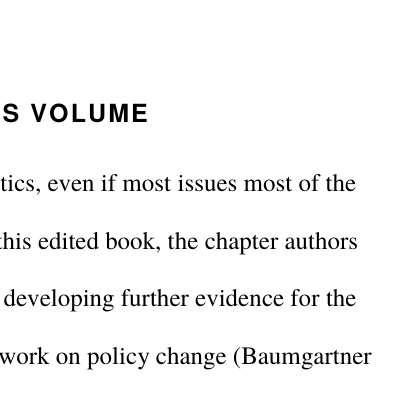 S VOLUME
tics, even if most issues most of the
this edited book, the chapter authors
developing further evidence for the
work on policy change (Baumgartner